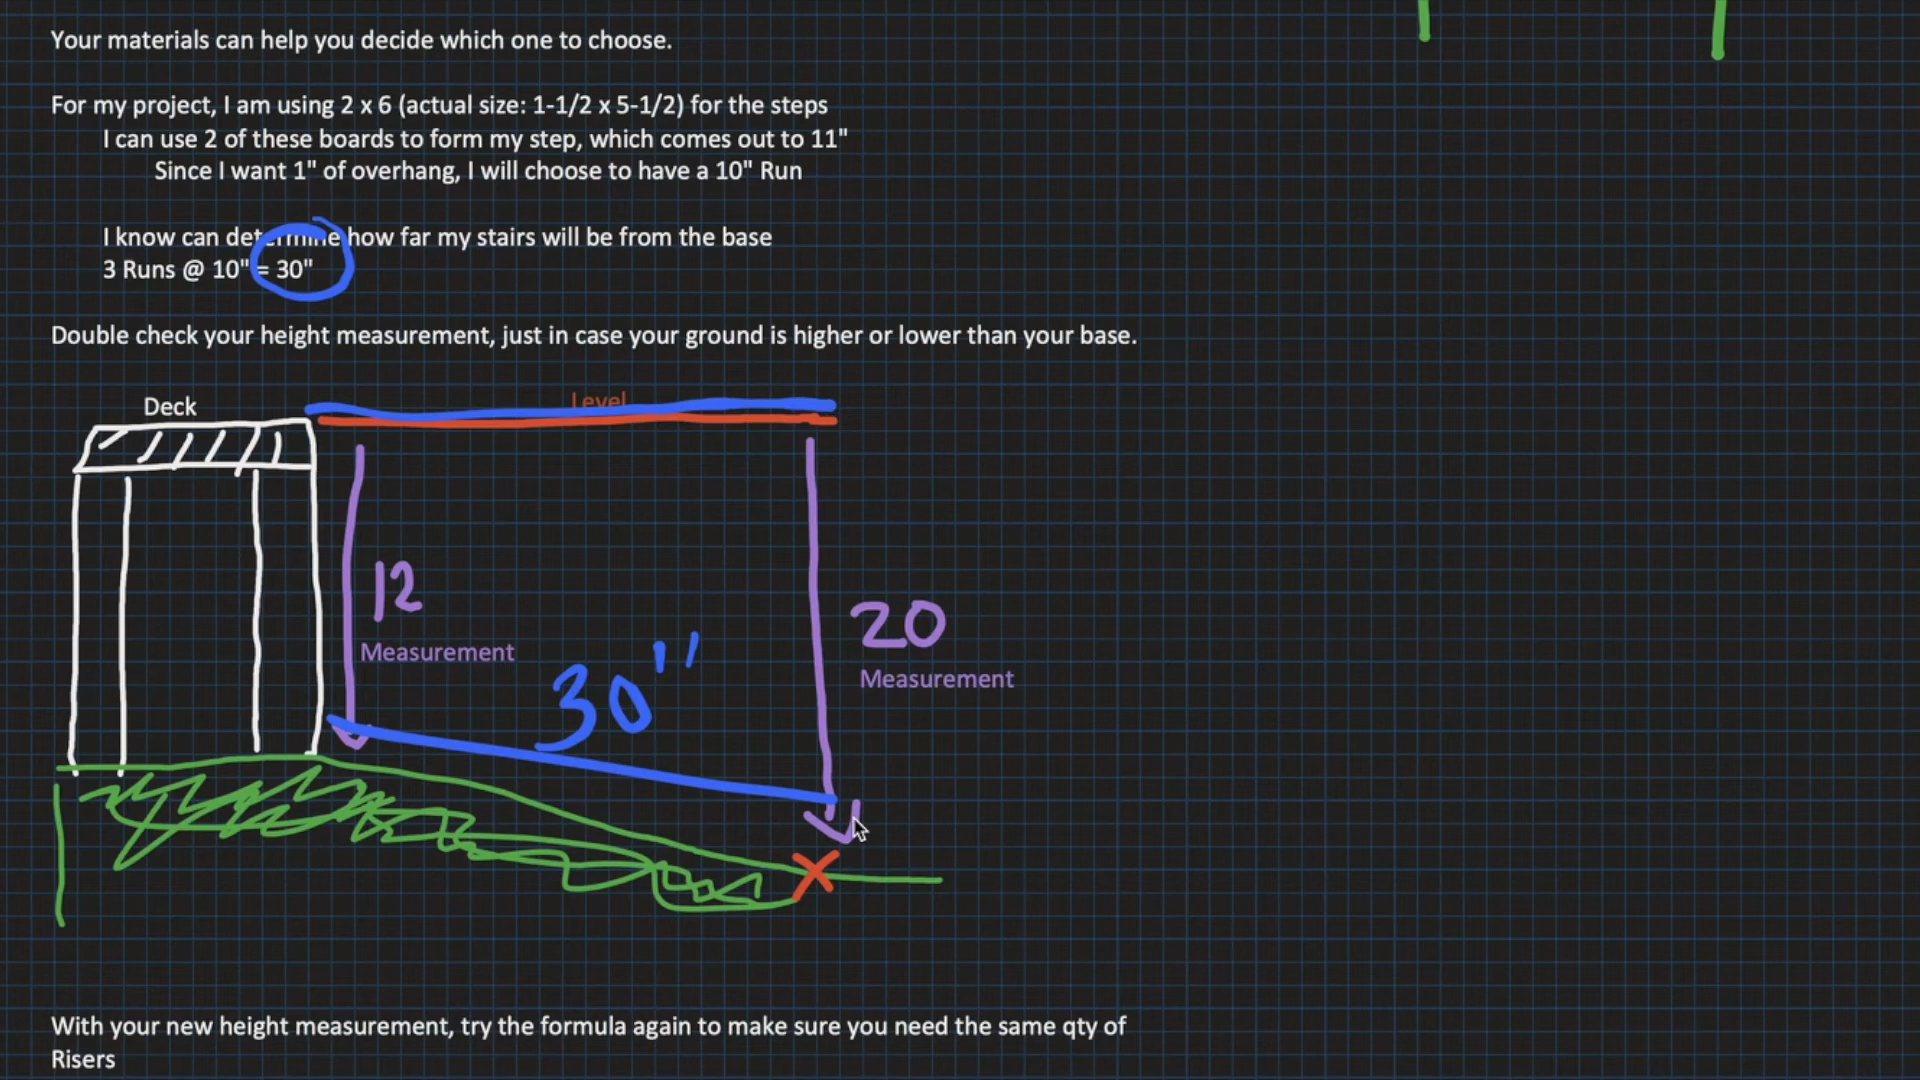 Your materials can help you decide which one to choose.
For my project, I am using 2 x 6 (actual size: 1-1/2 x 5-1/2) for the steps
I can use 2 of these boards to form my step, which comes out to 11"
Since I want 1" of overhang, I will choose to have a 10" Run
I know can determine how far my stairs will be from the base
3 Runs @ 10" = 30"
Double check your height measurement, just in case your ground is higher or lower than your base.
Deck
Level
12
Measurement
20
Measurement
30"
With your new height measurement, try the formula again to make sure you need the same qty of
Risers